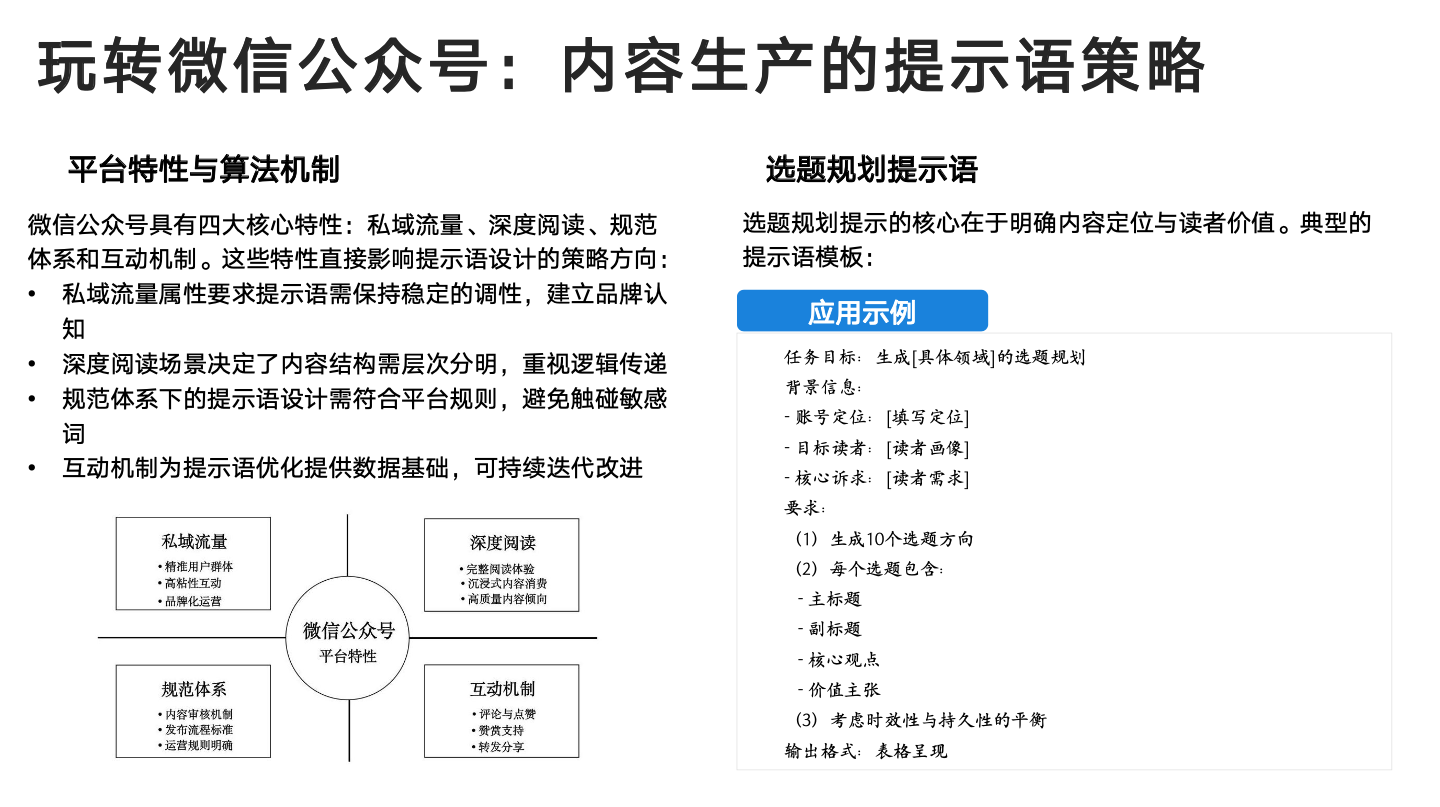 玩转微信公众号：内容生产的提示语策略
平台特性与算法机制
微信公众号具有四大核心特性：私域流量、深度阅读、规范
体系和互动机制。这些特性直接影响提示语设计的策略方向：
• 私域流量属性要求提示语需保持稳定的调性，建立品牌认
知
• 深度阅读场景决定了内容结构需层次分明，重视逻辑传递
• 规范体系下的提示语设计需符合平台规则，避免触碰敏感
词
• 互动机制为提示语优化提供数据基础，可持续迭代改进
私域流量
• 精准用户群体
• 高粘性互动
• 品牌化运营
深度阅读
• 完整阅读体验
• 沉浸式内容消费
• 高质量内容倾向
微信公众号
平台特性
规范体系
• 内容审核机制
• 发布流程标准
• 运营规则明确
互动机制
• 评论与点赞
• 赞赏支持
• 转发分享
选题规划提示语
选题规划提示的核心在于明确内容定位与读者价值。典型的
提示语模板：
应用示例
任务目标：生成[具体领域]的选题规划
背景信息：
- 账号定位：[填写定位]
- 目标读者：[读者画像]
- 核心诉求：[读者需求]
要求：
（1）生成10个选题方向
（2）每个选题包含：
- 主标题
- 副标题
- 核心观点
- 价值主张
（3）考虑时效性与持久性的平衡
输出格式：表格呈现